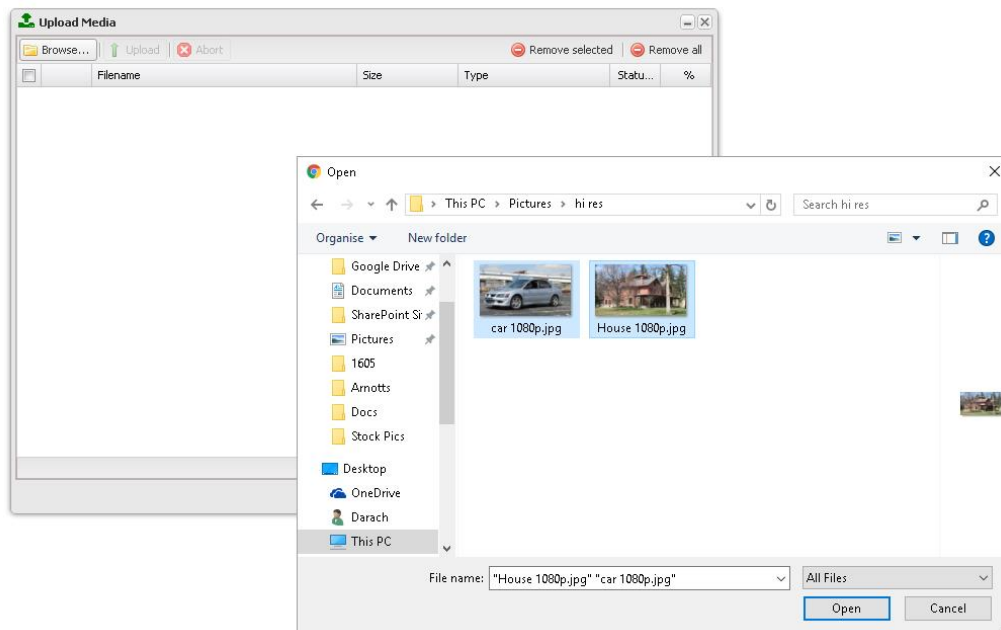 Upload Media
Browse... Upload Abort Remove selected Remove all
Filename Size Type Statu... %
Open
This PC > Pictures > hi res Search hi res
Organise New folder
Google Drive
Documents
SharePoint Si
Pictures
1605
Arnotts
Docs
Stock Pics
Desktop
OneDrive
Darach
This PC
car 1080p.jpg House 1080p.jpg
File name: "House 1080p.jpg" "car 1080p.jpg" All Files
Open Cancel